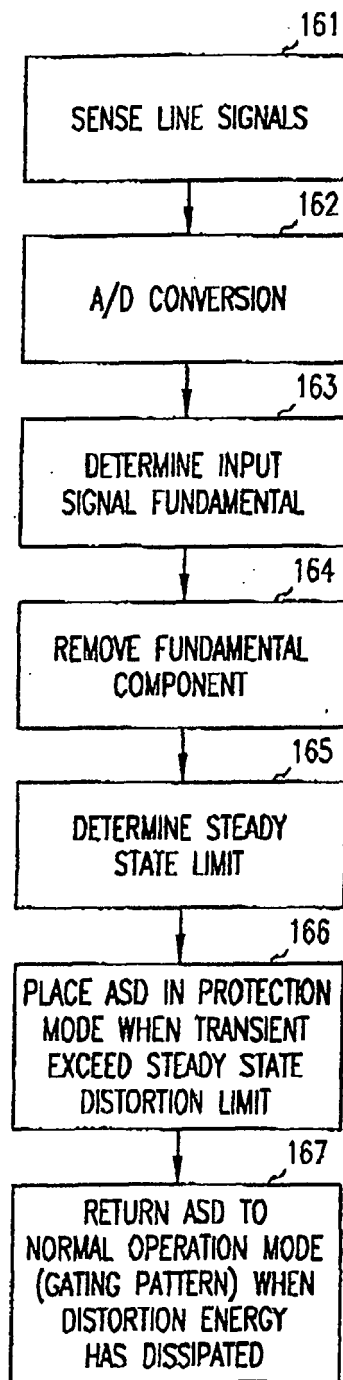 161
SENSE LINE SIGNALS
162
A/D CONVERSION
163
DETERMINE INPUT
SIGNAL FUNDAMENTAL
164
REMOVE FUNDAMENTAL
COMPONENT
165
DETERMINE STEADY
STATE LIMIT
166
PLACE ASD IN PROTECTION
MODE WHEN TRANSIENT
EXCEED STEADY STATE
DISTORTION LIMIT
167
RETURN ASD TO
NORMAL OPERATION MODE
(GATING PATTERN) WHEN
DISTORTION ENERGY
HAS DISSIPATED